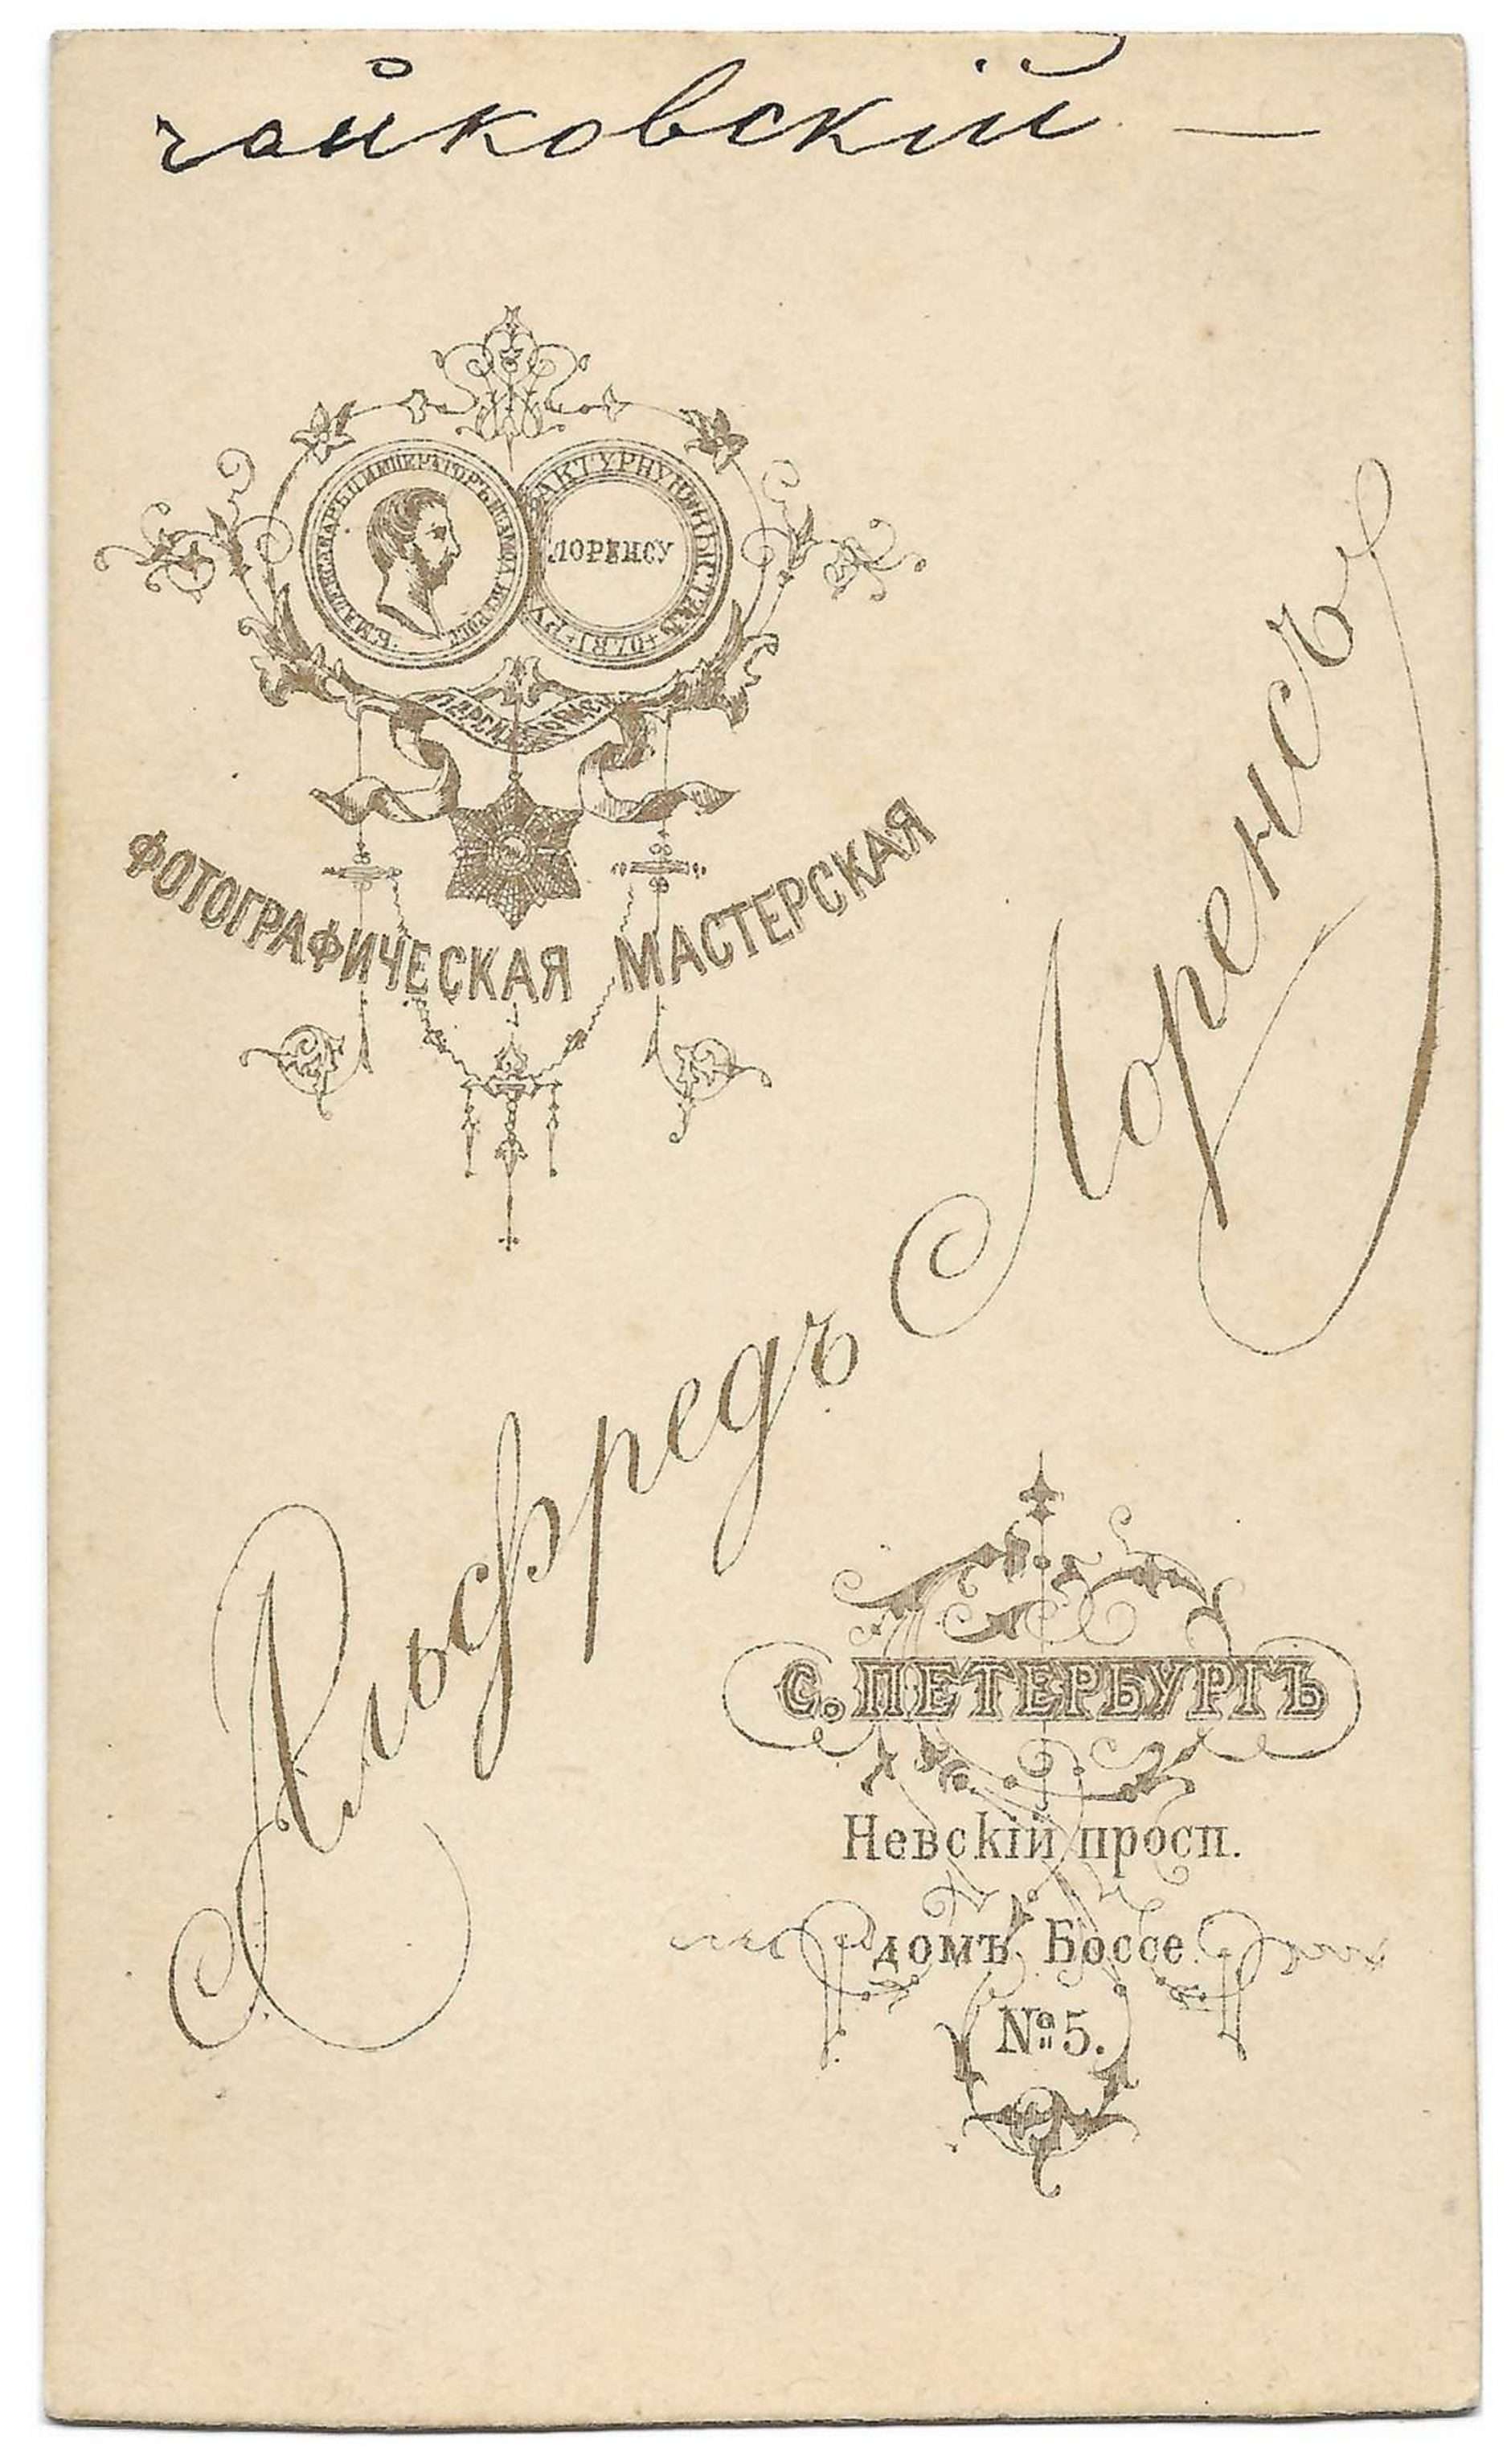 чайковскій —
ЛОРЕНСУ
ФОТОГРАФИЧЕСКАЯ МАСТЕРСКАЯ
Альфредъ Лоренсъ
С. ПЕТЕРБУРГЪ
Невскій просп.
домъ Боссе.
№ 5.